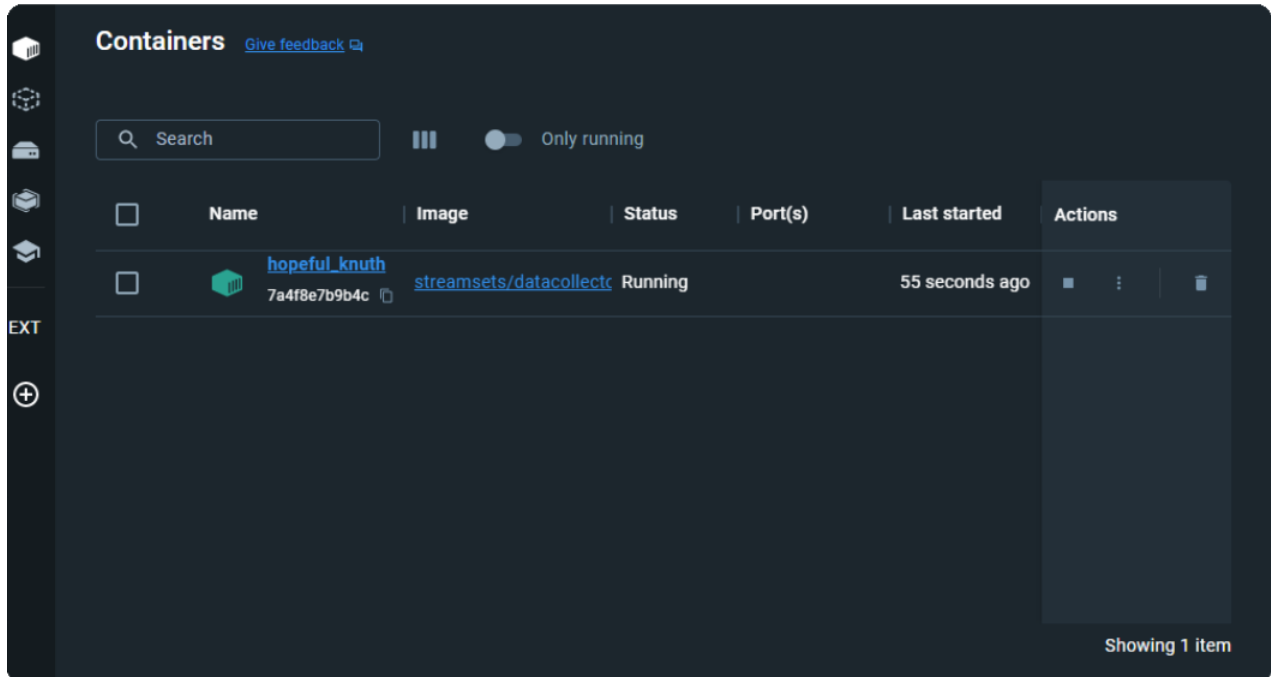 Containers Give feedback
Search Only running
Name Image Status Port(s) Last started Actions
hopeful_knuth
streamsets/datacollecto Running 55 seconds ago
7a4f8e7b9b4c
EXT
Showing 1 item